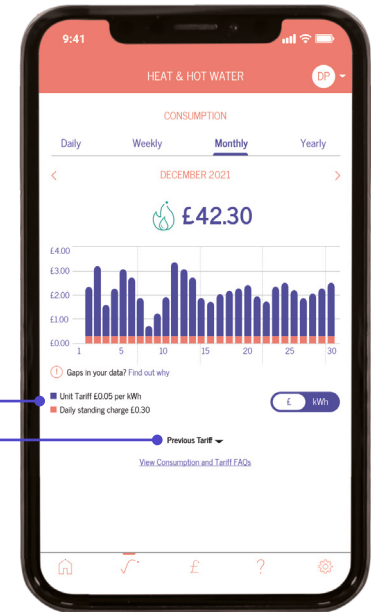 9:41
HEAT & HOT WATER
DP
CONSUMPTION
Daily Weekly Monthly Yearly
DECEMBER 2021
£42.30
£4.00
£3.00
£2.00
£1.00
£0.00
1 5 10 15 20 25 30
! Gaps in your data? Find out why
Unit Tariff £0.05 per kWh
Daily standing charge £0.30
£ kWh
Previous Tariff
View Consumption and Tariff FAQs
£ ?